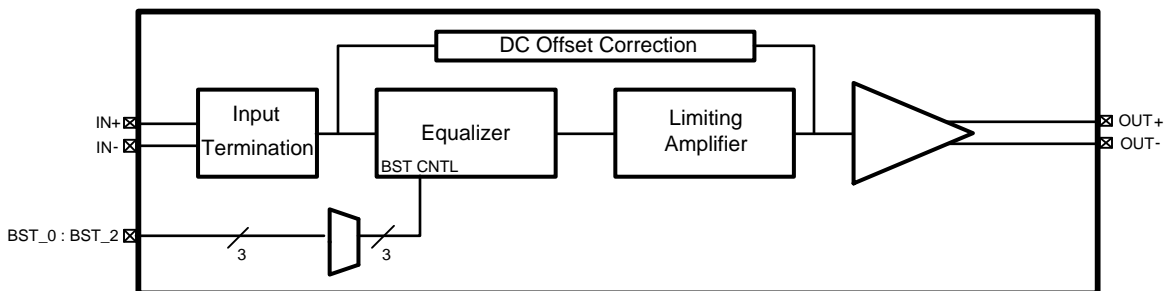 DC Offset Correction
IN+
IN-
Input
Termination
Equalizer
BST CNTL
Limiting
Amplifier
OUT+
OUT-
BST_0 : BST_2
3
3